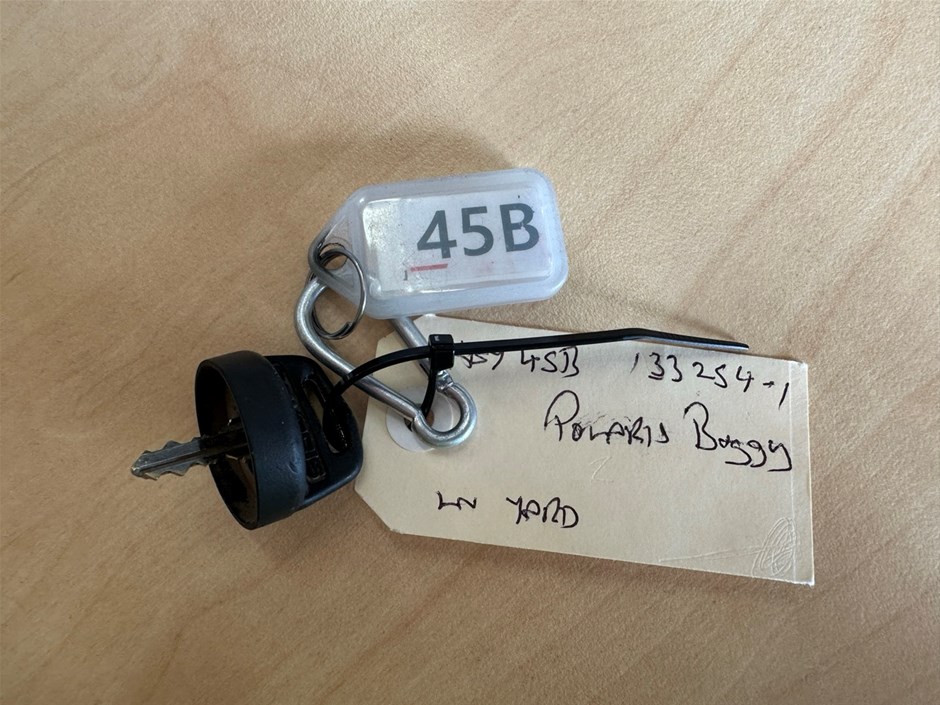 45B
45B 133254-1
POLARIS Buggy
IN YARD